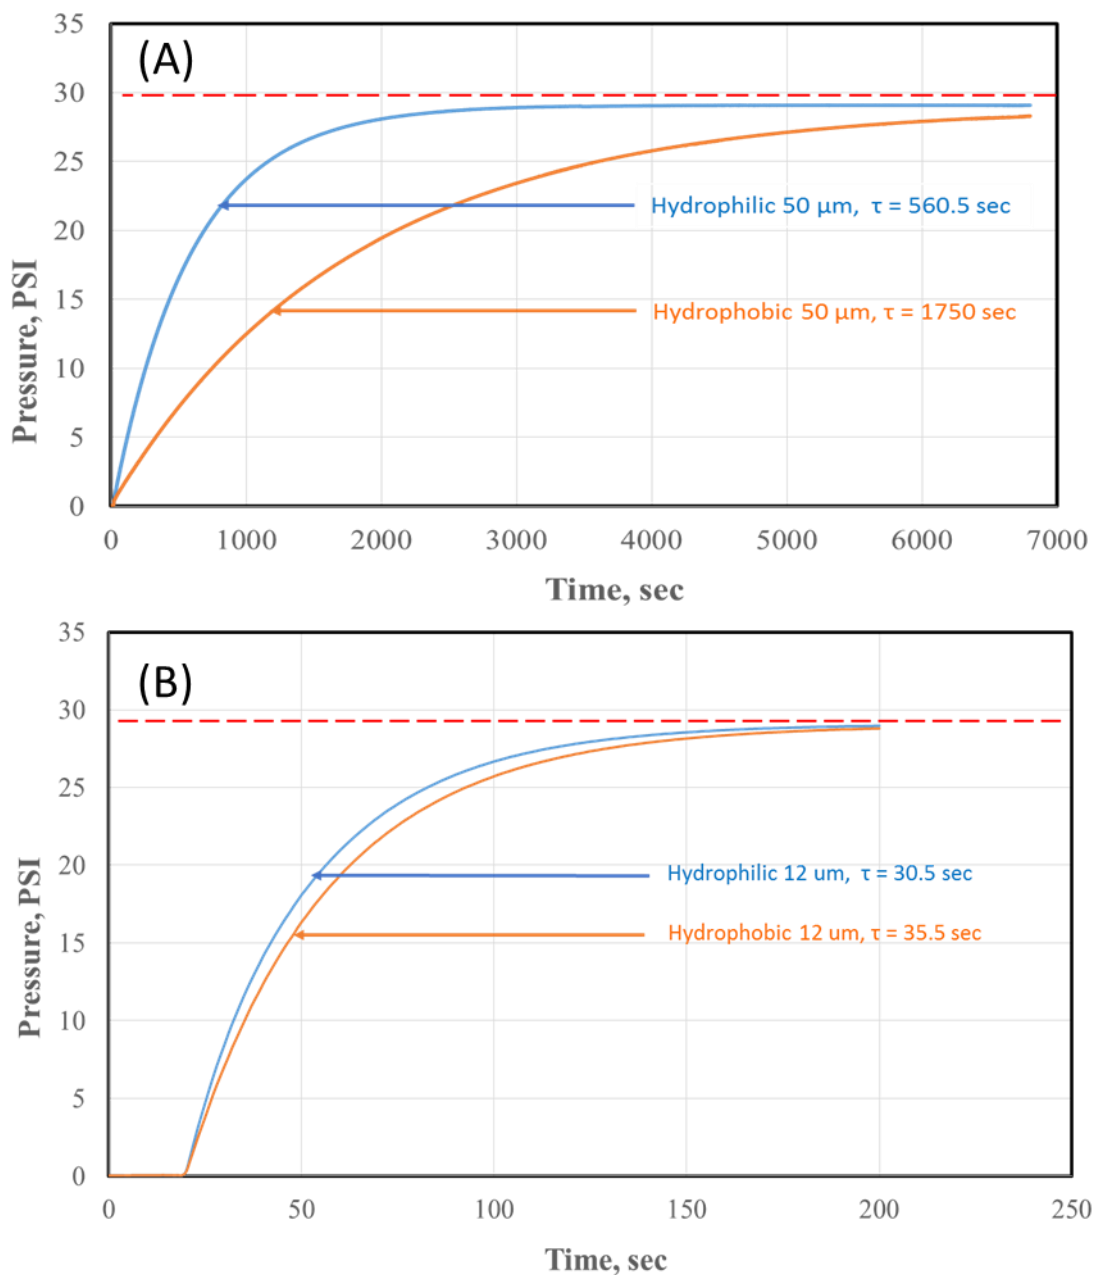 (A)
35
30
25
20
15
10
5
0
Pressure, PSI
Hydrophilic 50 μm, τ = 560.5 sec
Hydrophobic 50 μm, τ = 1750 sec
0 1000 2000 3000 4000 5000 6000 7000
Time, sec
(B)
35
30
25
20
15
10
5
0
Pressure, PSI
Hydrophilic 12 um, τ = 30.5 sec
Hydrophobic 12 um, τ = 35.5 sec
0 50 100 150 200 250
Time, sec